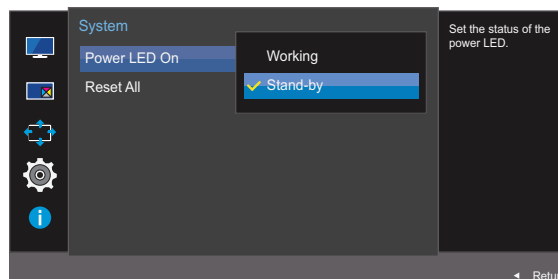 System
Set the status of the
power LED.
Power LED On
Working
Reset All
Stand-by